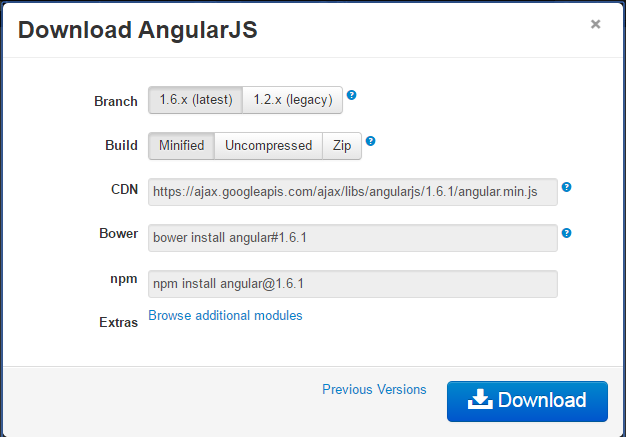 Download AngularJS ×
Branch 1.6.x (latest) 1.2.x (legacy) ?
Build Minified Uncompressed Zip ?
CDN https://ajax.googleapis.com/ajax/libs/angularjs/1.6.1/angular.min.js ?
Bower bower install angular#1.6.1 ?
npm npm install angular@1.6.1
Extras Browse additional modules
Previous Versions Download